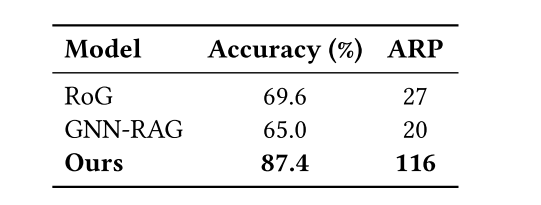 Model Accuracy (%) ARP
RoG 69.6 27
GNN-RAG 65.0 20
Ours 87.4 116